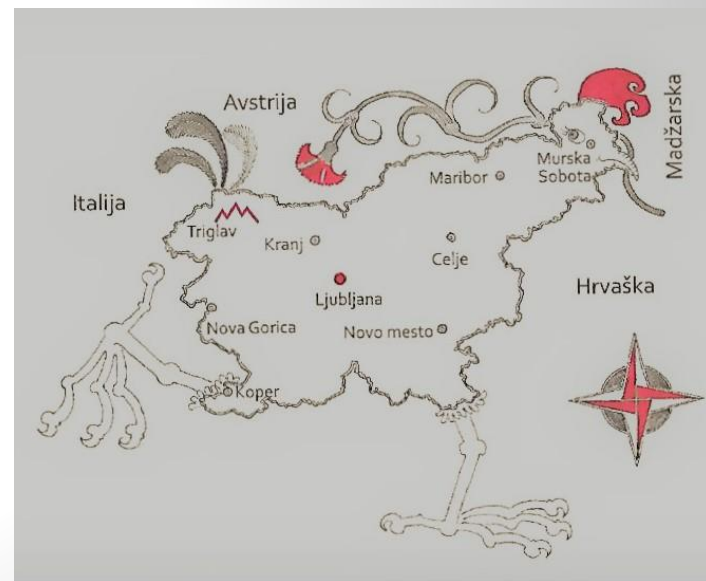 Avstrija
Madžarska
Murska
Sobota
Maribor
Italija
Triglav
Kranj
Celje
Ljubljana
Hrvaška
Nova Gorica
Novo mesto
Koper